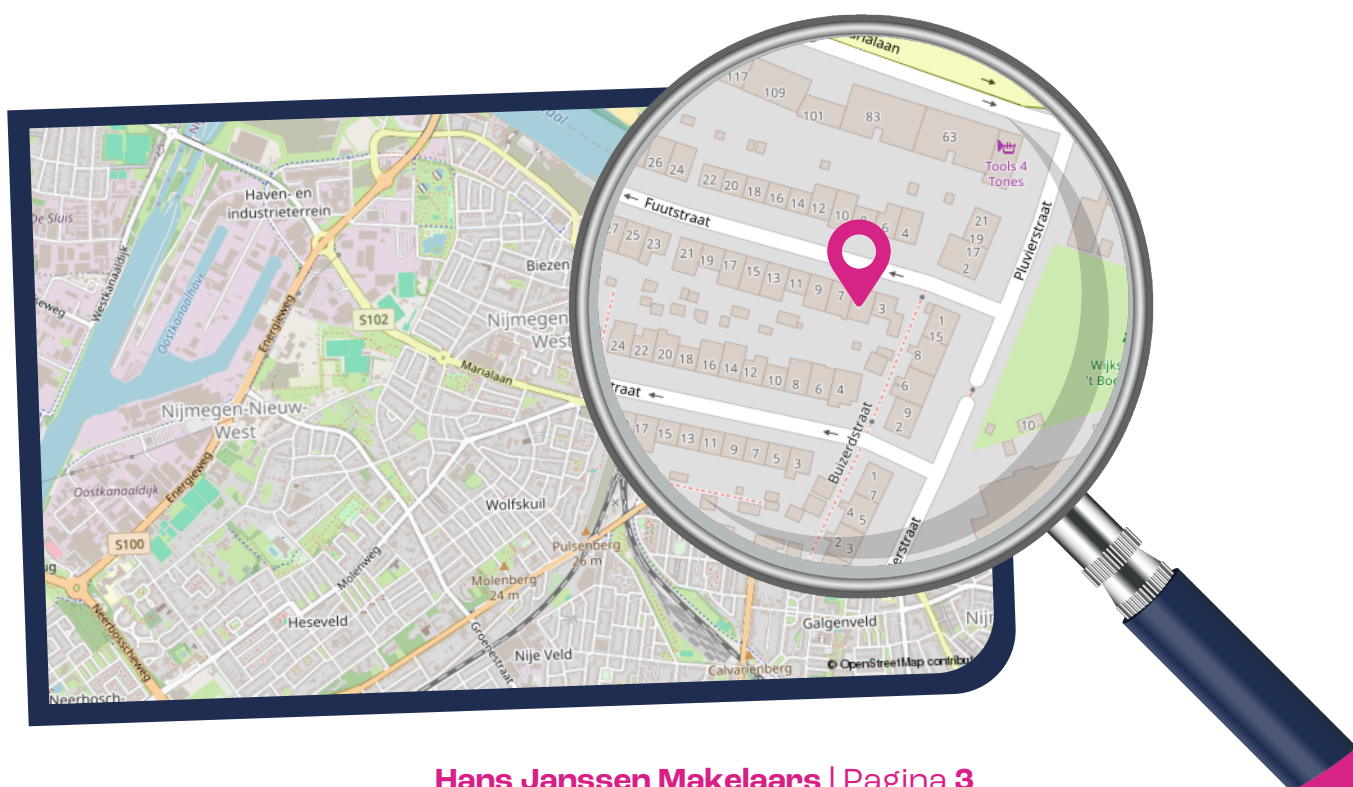 De Sluis
Haven- en
industrieterrein
Westkanaaldijk
Oostkanaalhaven
Energieweg
S102
Biezen
Nijmegen
West
Marialaan
Nijmegen-Nieuw-
West
Oostkanaaldijk
Energieweg
S100
Wolfskuil
Pulsenberg
26 m
Molenberg
24 m
Molenweg
Heseveld
Neerbosscheweg
Groenestraat
Nije Veld
Galgenveld
Calvariënberg
Neerbosch-
© OpenStreetMap
117
109
101
83
63
Tools 4
Tones
26
24
22
20
18
16
14
12
10
6
4
Fuutstraat
25
23
21
19
17
15
13
11
9
7
3
21
19
17
2
Pluvierstraat
1
15
8
6
9
2
24
22
20
18
16
14
12
10
8
6
4
Buizerdstraat
10
17
15
13
11
9
7
5
3
1
7
4
5
2
3
Hans Janssen Makelaars | Pagina 3